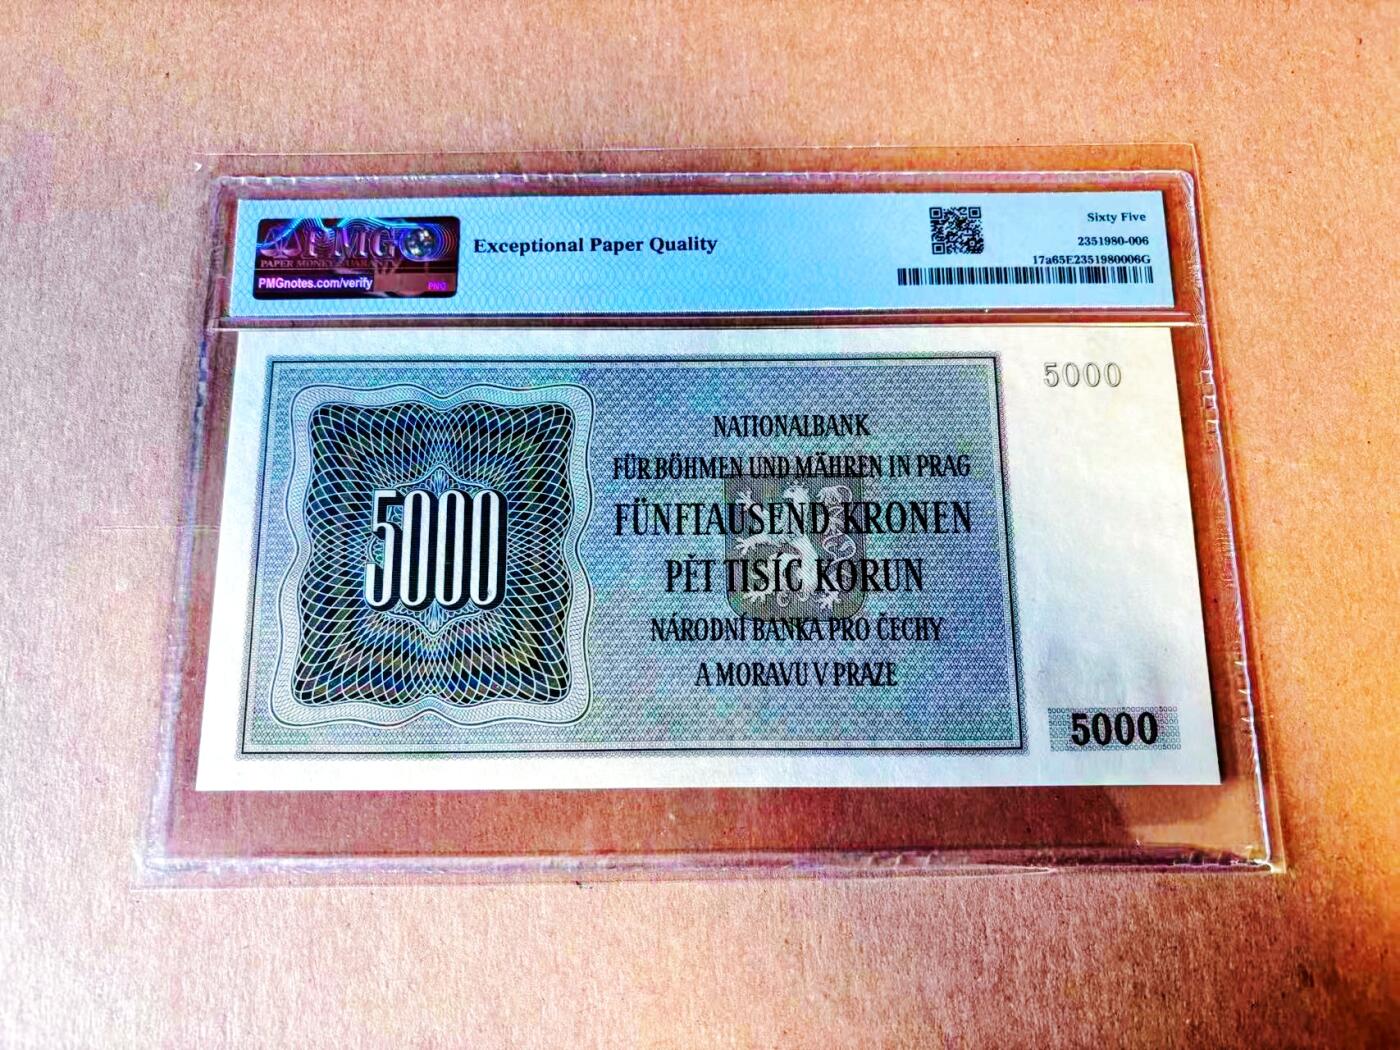 PMG
PAPER MONEY GUARANTY
PMGnotes.com/verify
PNG
Exceptional Paper Quality
Sixty Five
2351980-006
17a65E2351980006G
5000
NATIONALBANK
FÜR BÖHMEN UND MÄHREN IN PRAG
FÜNFTAUSEND KRONEN
PĚT TISÍC KORUN
NÁRODNÍ BANKA PRO ČECHY
A MORAVU V PRAZE
5000
5000